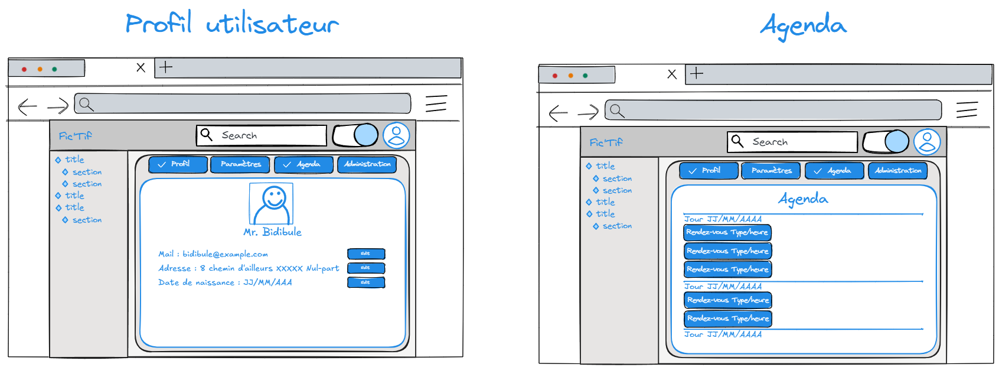 Profil utilisateur
Fic'Tif
Search
title
section
section
title
title
section
Profil
Paramètres
Agenda
Administration
Mr. Bidibule
Mail : bidibule@example.com
Edit
Adresse : 8 chemin d'ailleurs XXXXX Nul-part
Edit
Date de naissance : JJ/MM/AAA
Edit
Agenda
Fic'Tif
Search
title
section
section
title
title
section
Profil
Paramètres
Agenda
Administration
Agenda
Jour JJ/MM/AAAA
Rendez-vous Type/heure
Rendez-vous Type/heure
Rendez-vous Type/heure
Jour JJ/MM/AAAA
Rendez-vous Type/heure
Rendez-vous Type/heure
Jour JJ/MM/AAAA